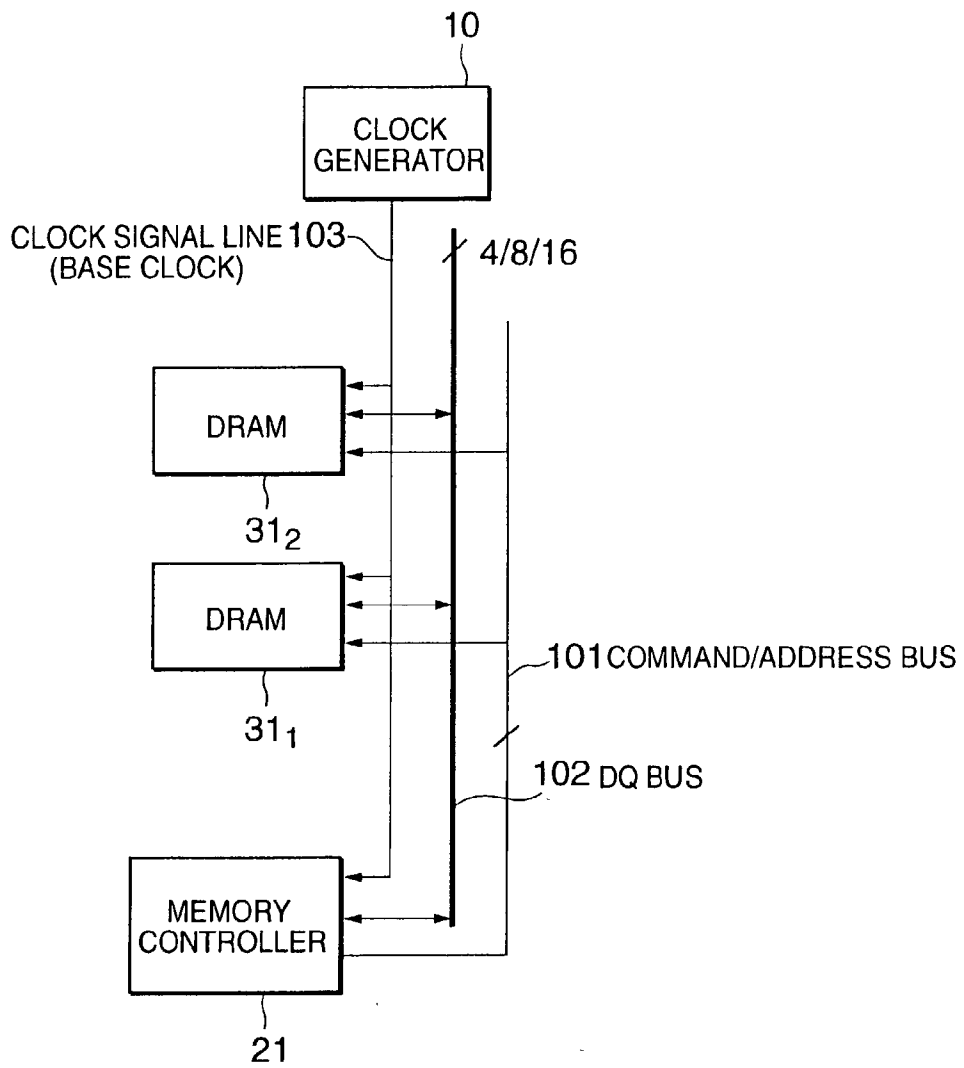 10
CLOCK
GENERATOR
CLOCK SIGNAL LINE 103
(BASE CLOCK)
4/8/16
DRAM
31₂
DRAM
31₁
101 COMMAND/ADDRESS BUS
102 DQ BUS
MEMORY
CONTROLLER
21